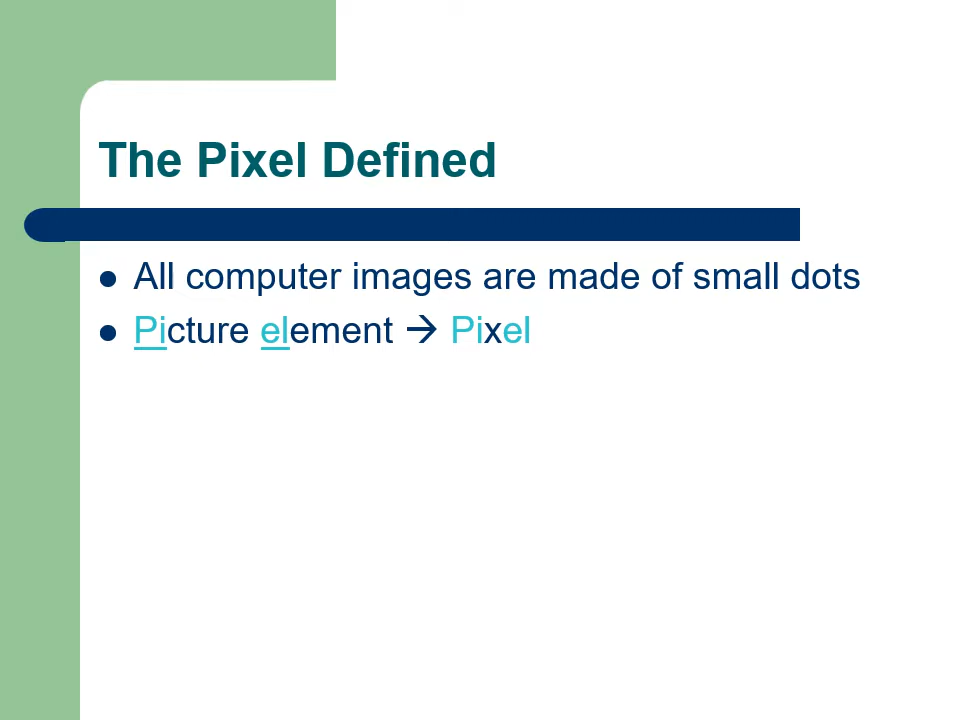 The Pixel Defined
● All computer images are made of small dots
● Picture element → Pixel